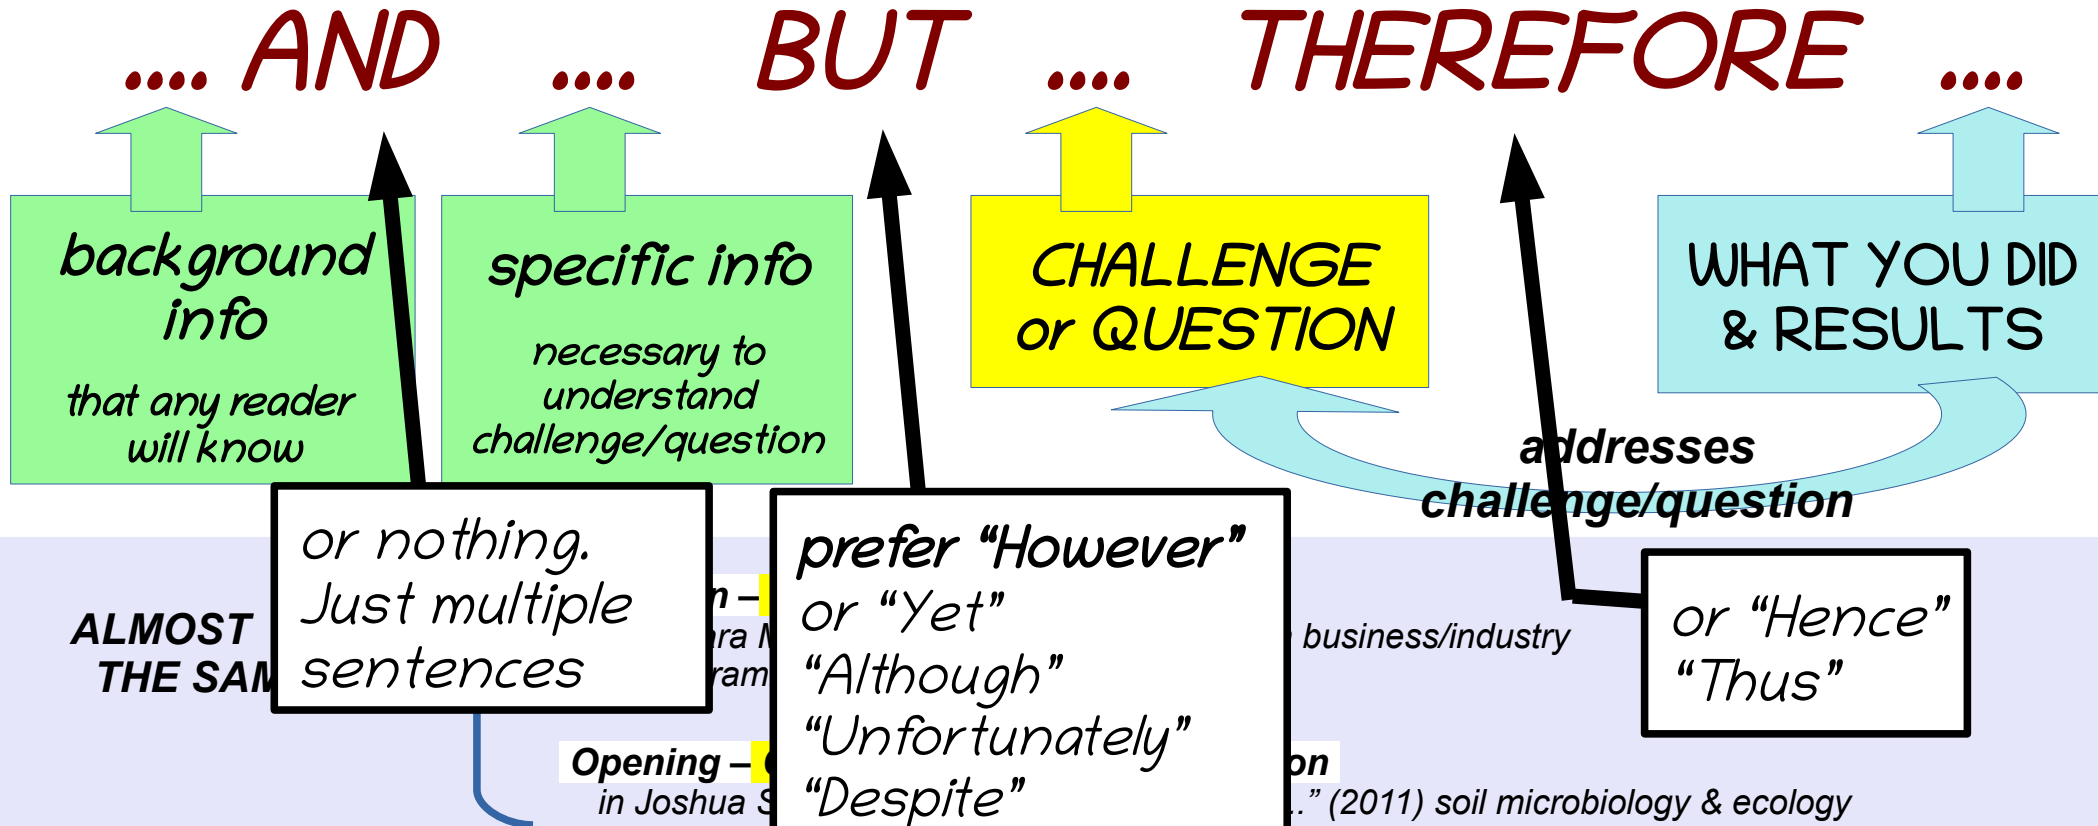 .... AND .... BUT .... THEREFORE ....
background
info
that any reader
will know
specific info
necessary to
understand
challenge/question
CHALLENGE
or QUESTION
WHAT YOU DID
& RESULTS
addresses
challenge/question
or nothing.
Just multiple
sentences
prefer “However”
or “Yet”
“Although”
“Unfortunately”
“Despite”
or “Hence”
“Thus”
ALMOST
THE
–
business/industry
Opening –
in Joshua
...” (2011) soil microbiology & ecology